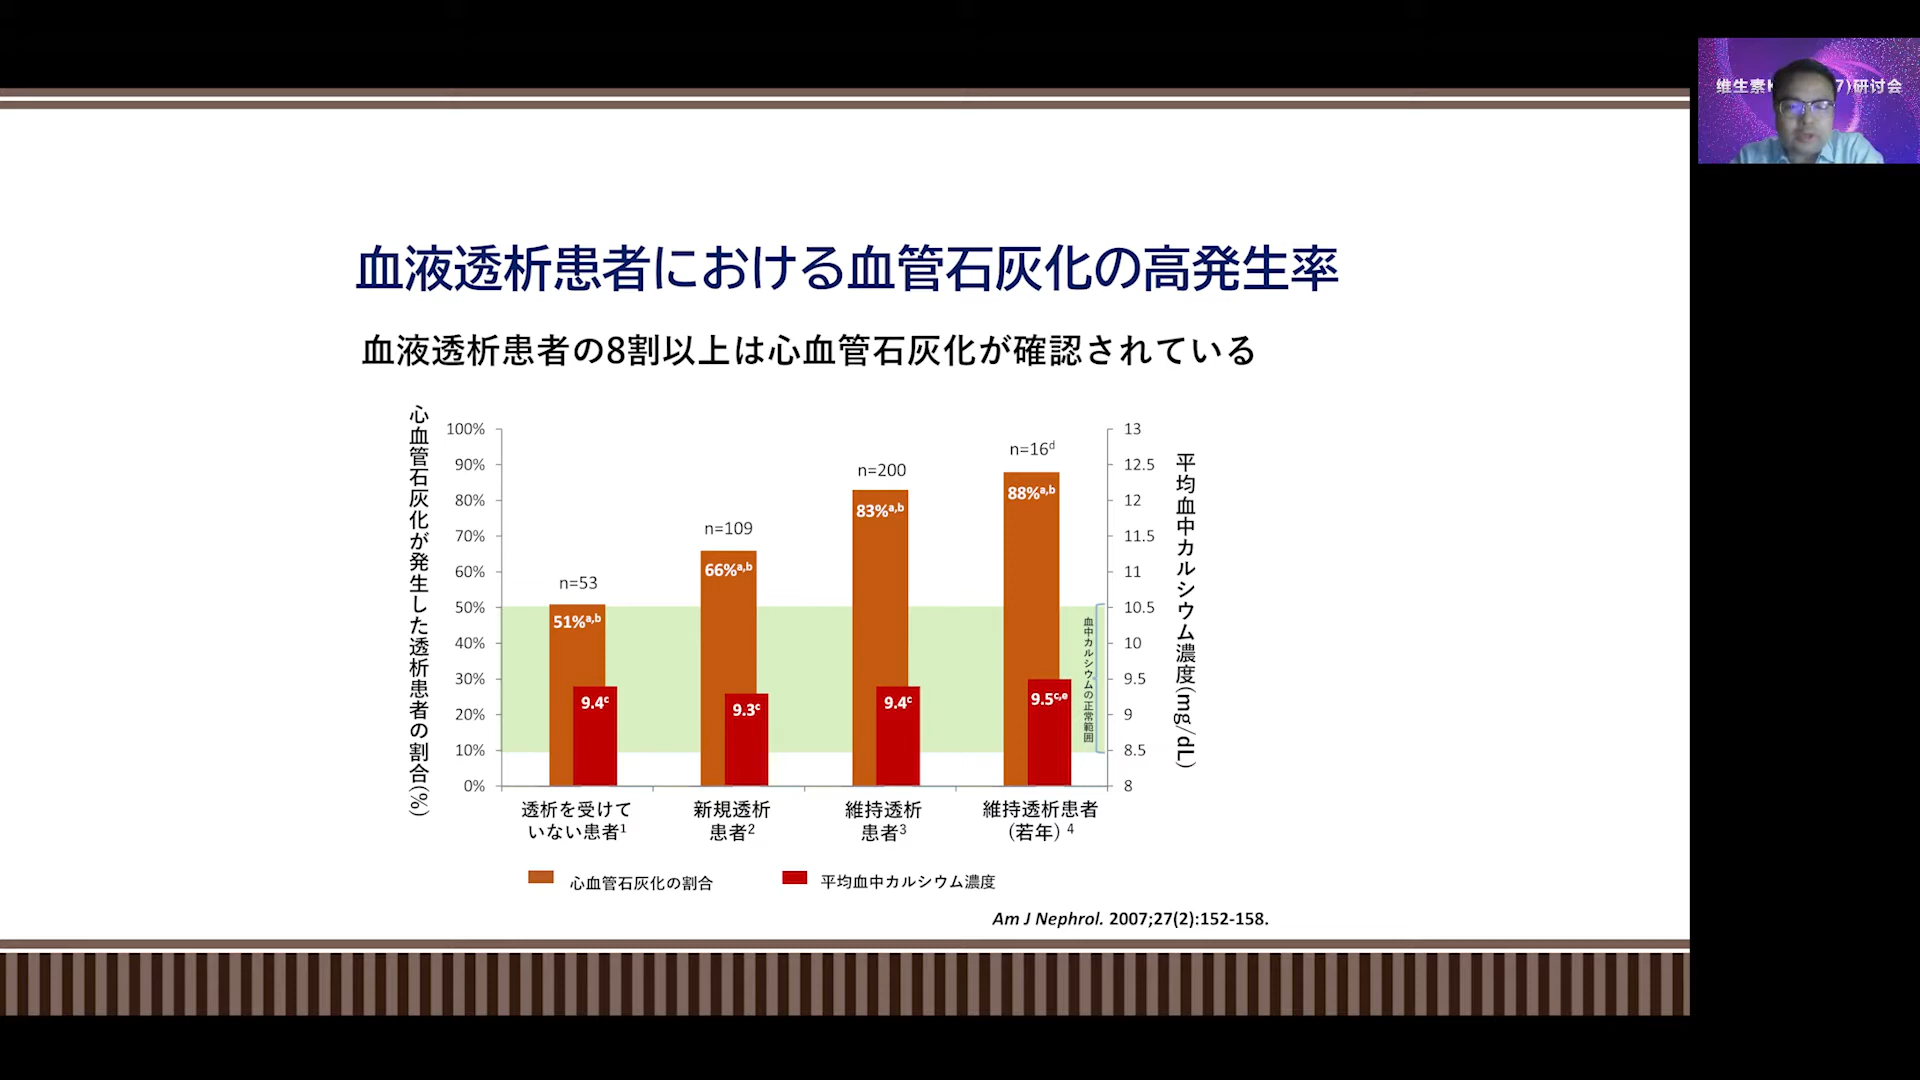 维生素K 7)研讨会
血液透析患者における血管石灰化の高発生率
血液透析患者の8割以上は心血管石灰化が確認されている
心血管石灰化が発生した透析患者の割合(%)
100%
90%
80%
70%
60%
50%
40%
30%
20%
10%
0%
n=53
51%a,b
9.4c
n=109
66%a,b
9.3c
n=200
83%a,b
9.4c
n=16d
88%a,b
9.5c,e
血中カルシウムの正常範囲
13
12.5
12
11.5
11
10.5
10
9.5
9
8.5
8
平均血中カルシウム濃度(mg/dL)
透析を受けて
いない患者1
新規透析
患者2
維持透析
患者3
維持透析患者
（若年）4
心血管石灰化の割合
平均血中カルシウム濃度
Am J Nephrol. 2007;27(2):152-158.